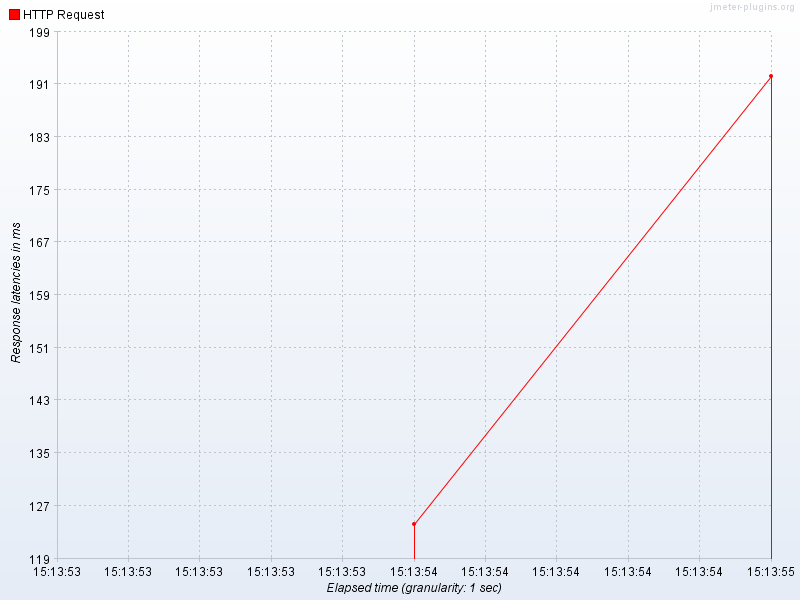 jmeter-plugins.org
HTTP Request
199
191
183
175
167
159
151
143
135
127
119
Response latencies in ms
15:13:53 15:13:53 15:13:53 15:13:53 15:13:53 15:13:54 15:13:54 15:13:54 15:13:54 15:13:54 15:13:55
Elapsed time (granularity: 1 sec)